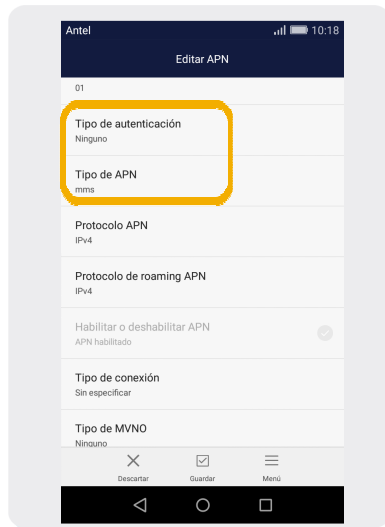 Antel 10:18
Editar APN
01
Tipo de autenticación
Ninguno
Tipo de APN
mms
Protocolo APN
IPv4
Protocolo de roaming APN
IPv4
Habilitar o deshabilitar APN
APN habilitado
Tipo de conexión
Sin especificar
Tipo de MVNO
Ninguno
Descartar Guardar Menú